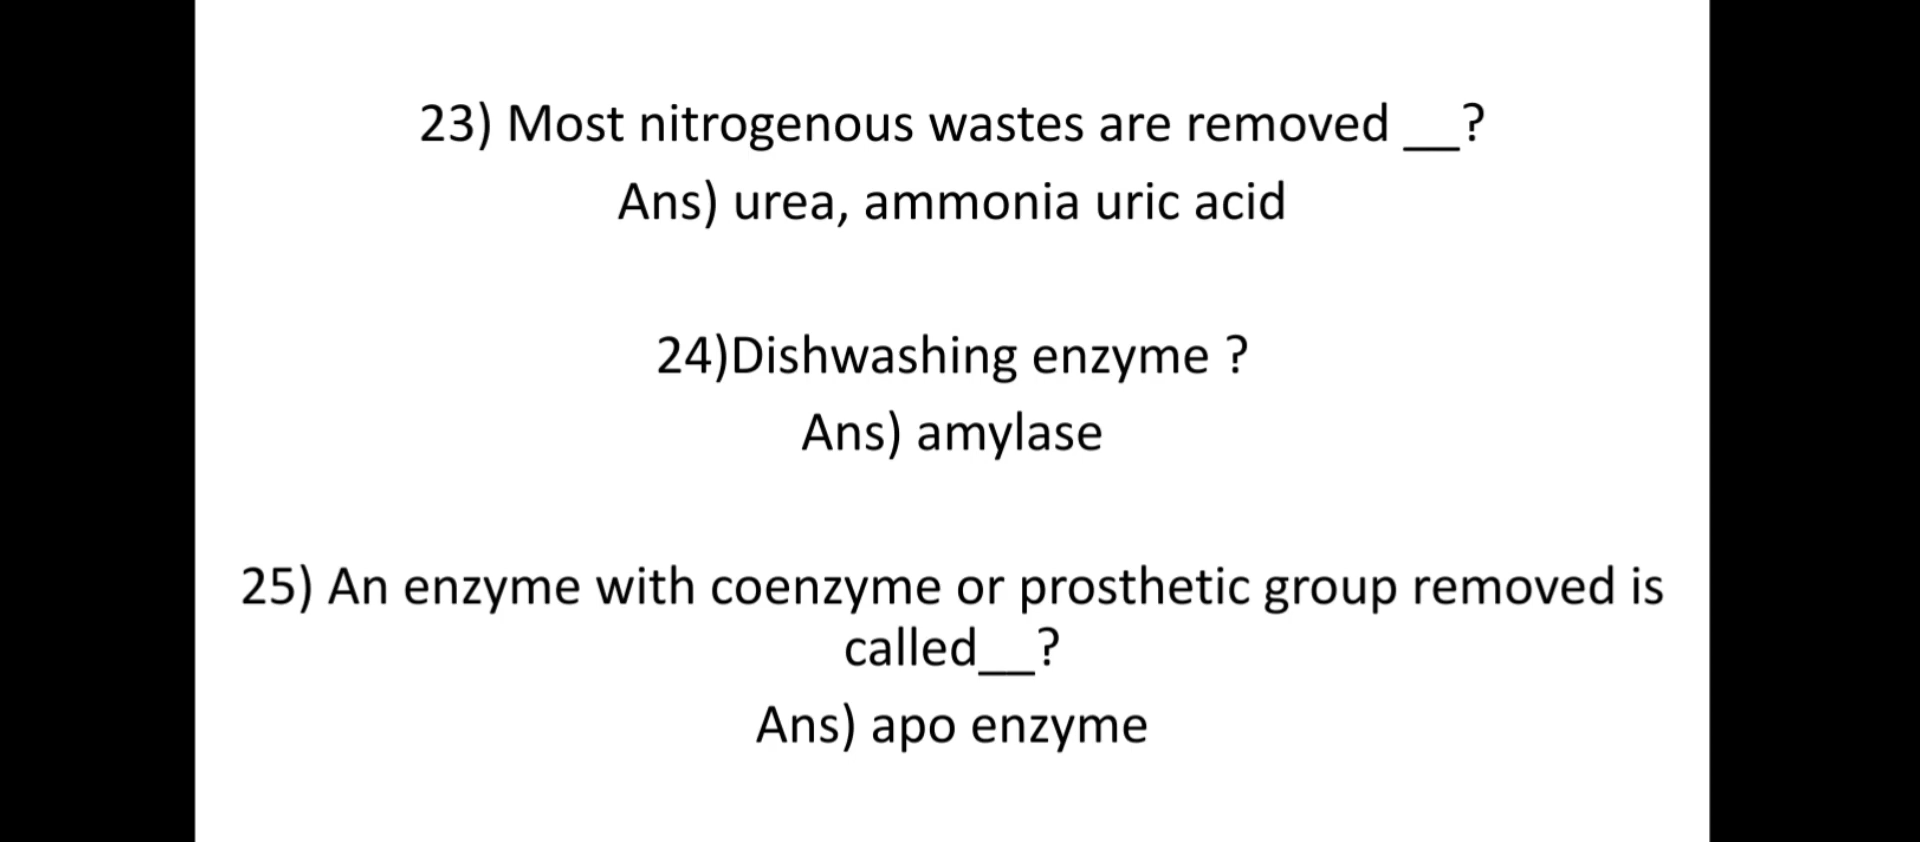 23) Most nitrogenous wastes are removed __?
Ans) urea, ammonia uric acid
24)Dishwashing enzyme ?
Ans) amylase
25) An enzyme with coenzyme or prosthetic group removed is
called__?
Ans) apo enzyme